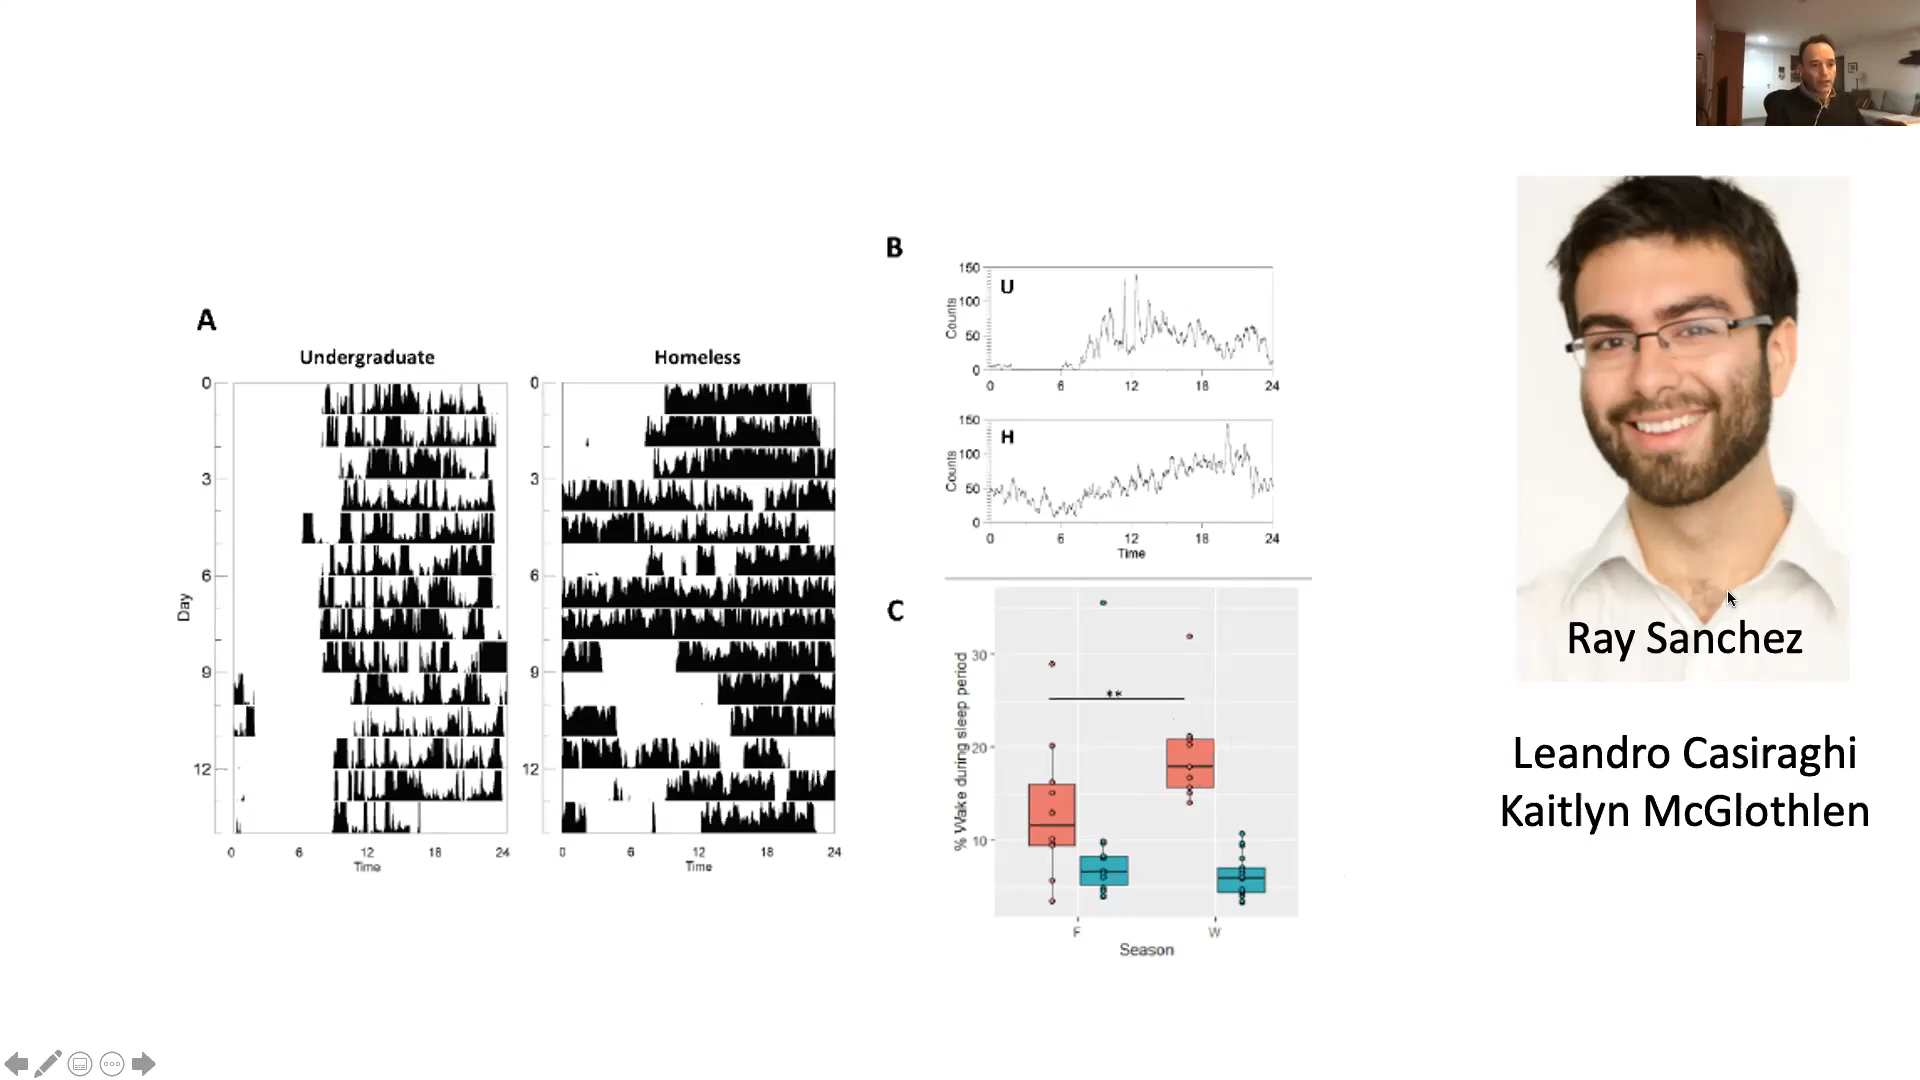 A
Undergraduate
Homeless
0
3
6
9
12
Day
0 6 12 18 24
Time
0
3
6
9
12
0 6 12 18 24
Time
B
150
100
50
0
Counts
U
0 6 12 18 24
150
100
50
0
Counts
H
0 6 12 18 24
Time
C
30
20
10
% Wake during sleep period
**
F W
Season
Ray Sanchez
Leandro Casiraghi
Kaitlyn McGlothlen